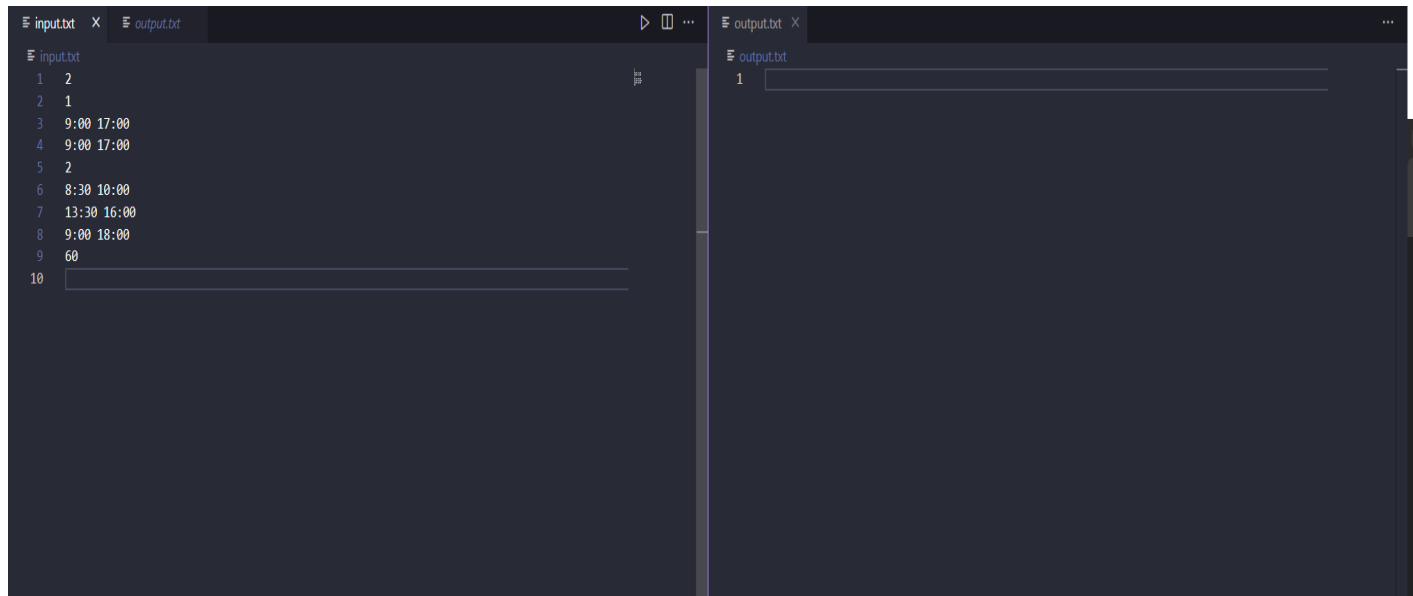 input.txt X output.txt
input.txt
1 2
2 1
3 9:00 17:00
4 9:00 17:00
5 2
6 8:30 10:00
7 13:30 16:00
8 9:00 18:00
9 60
10
output.txt X
output.txt
1